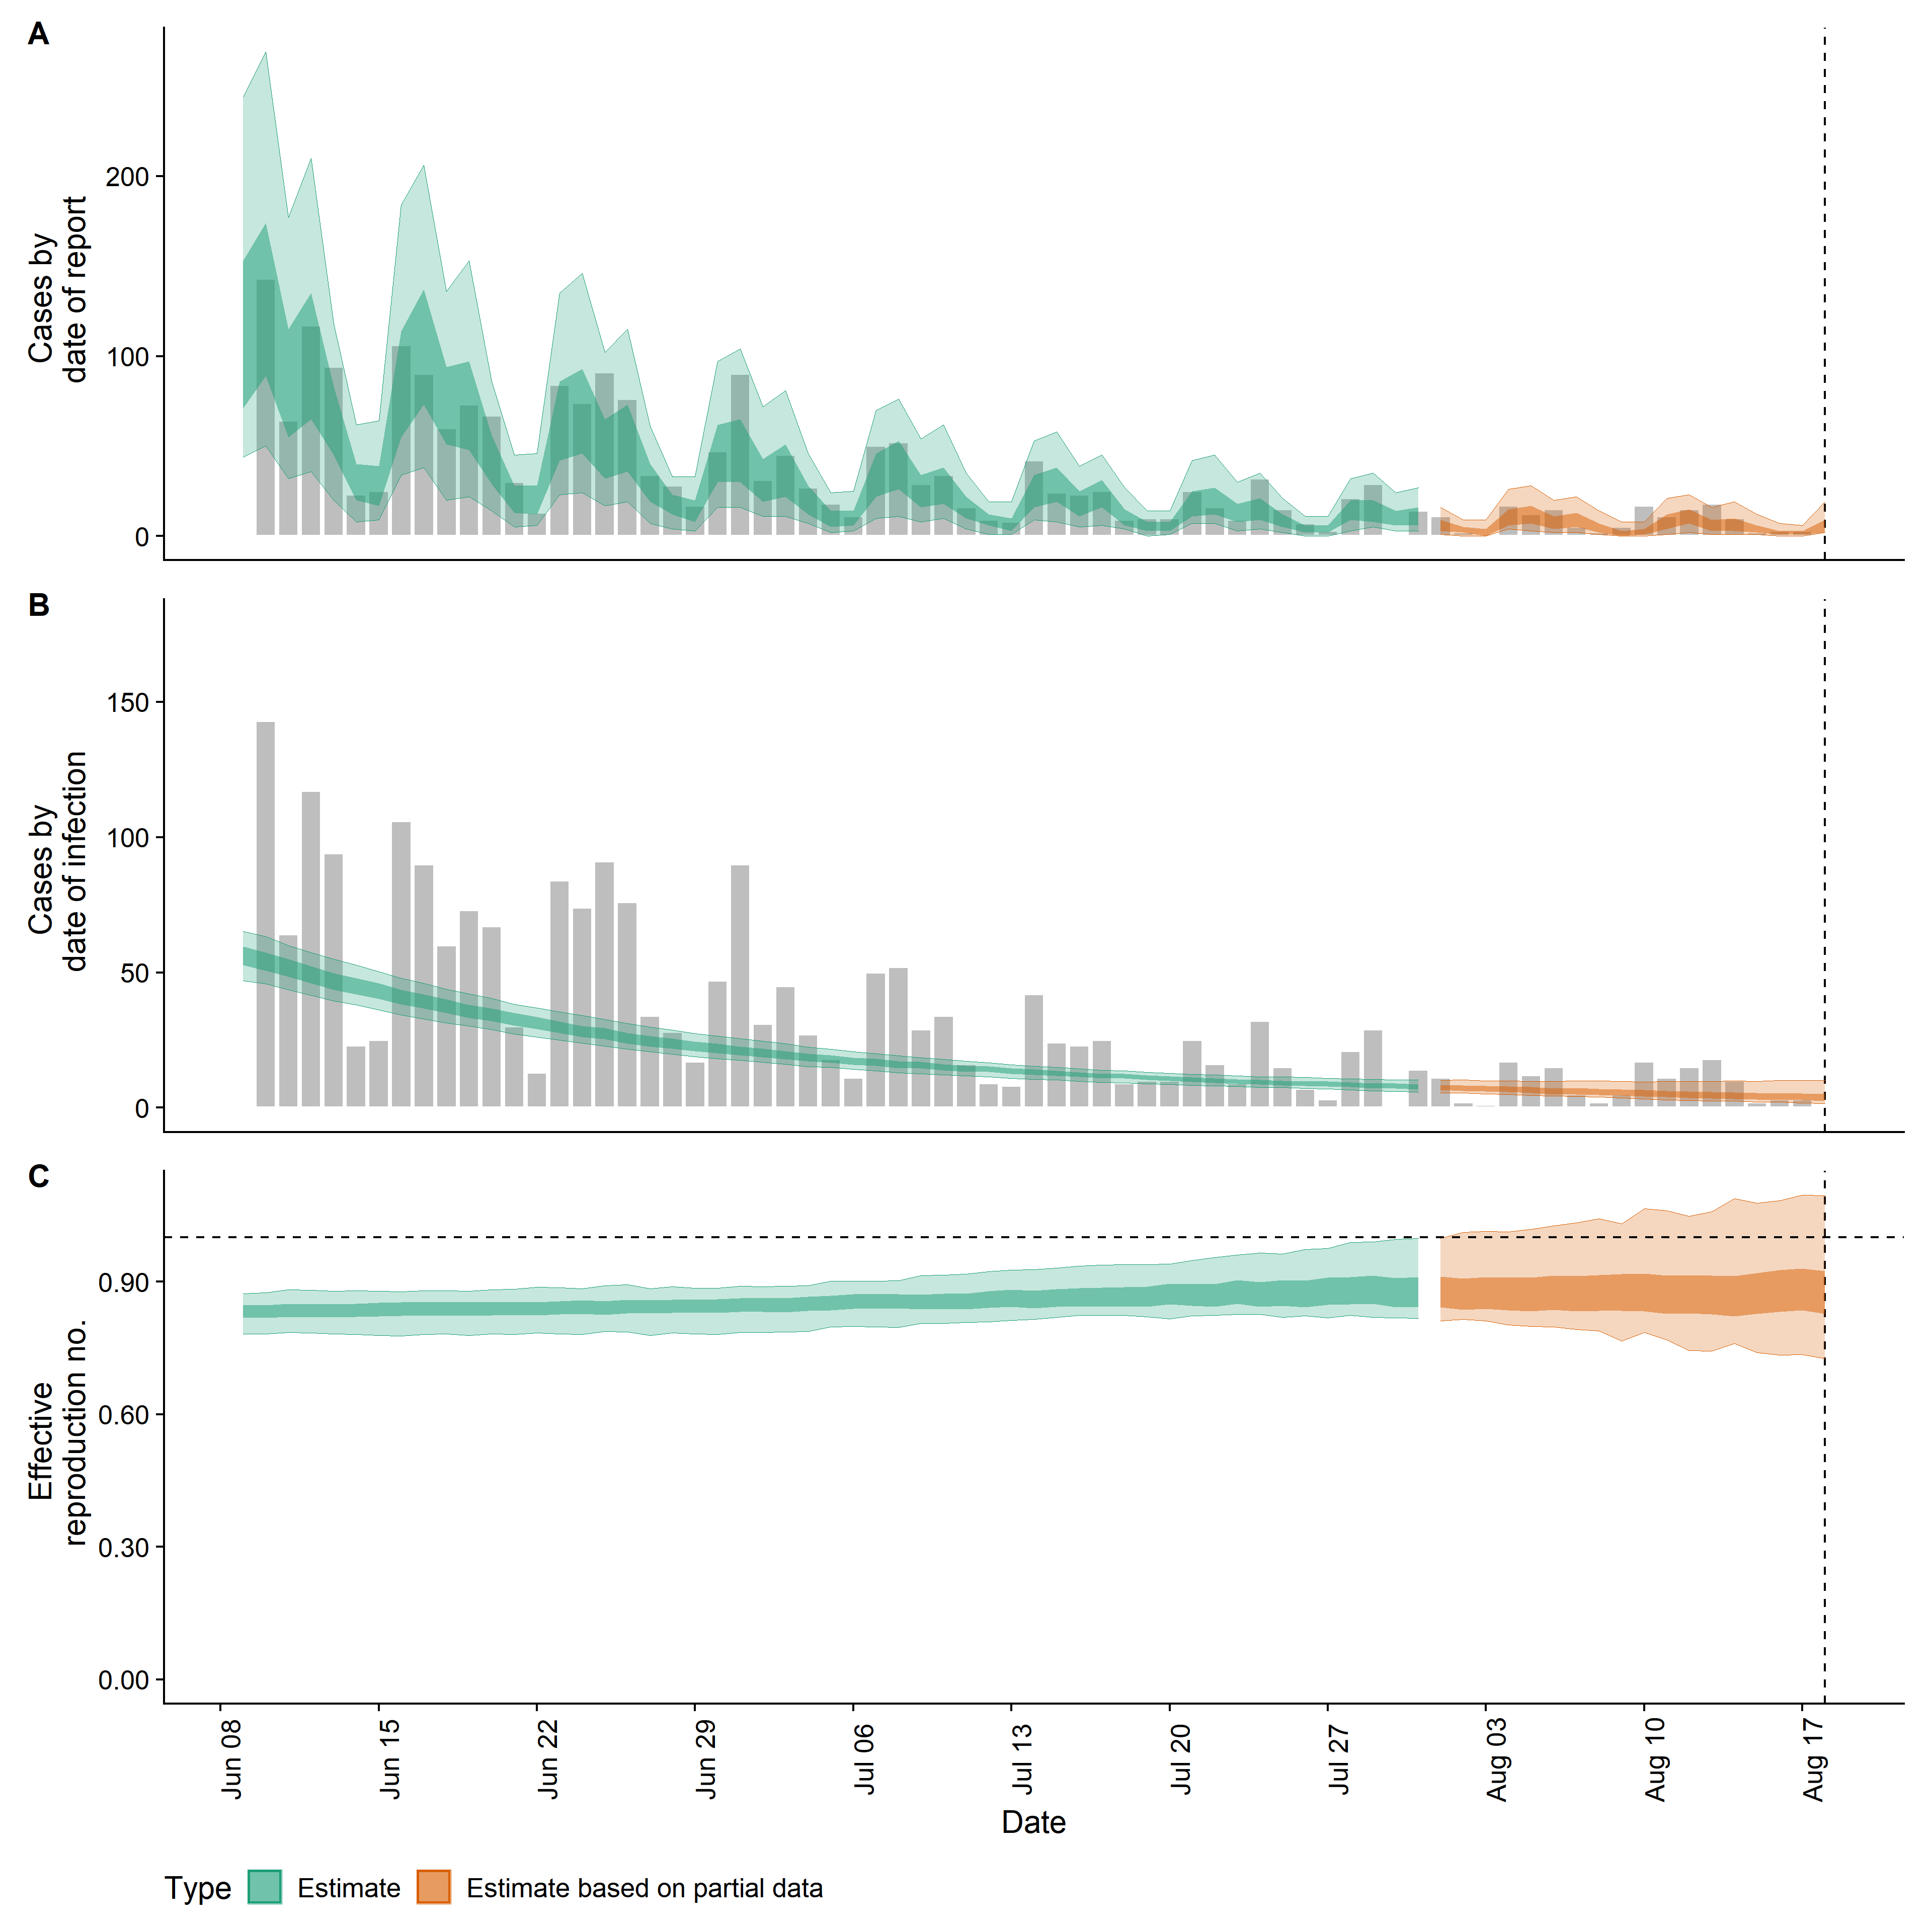 A
Cases by
date of report
200
100
0
B
Cases by
date of infection
150
100
50
0
C
Effective
reproduction no.
0.90
0.60
0.30
0.00
Jun 08
Jun 15
Jun 22
Jun 29
Jul 06
Jul 13
Jul 20
Jul 27
Aug 03
Aug 10
Aug 17
Date
Type Estimate Estimate based on partial data